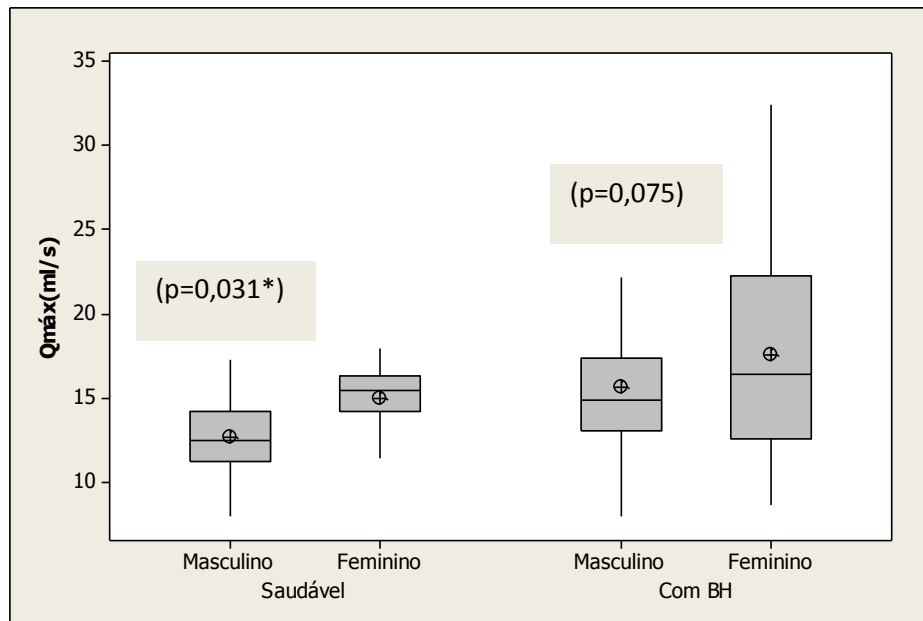 35
30
25
20
15
10
Qmáx(ml/s)
(p=0,031*)
(p=0,075)
Masculino Feminino Masculino Feminino
Saudável Com BH